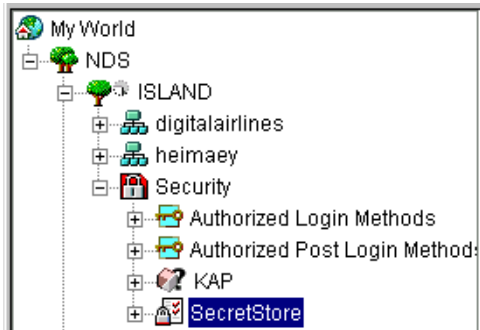 My World
NDS
ISLAND
digitalairlines
heimaey
Security
Authorized Login Methods
Authorized Post Login Methods
KAP
SecretStore